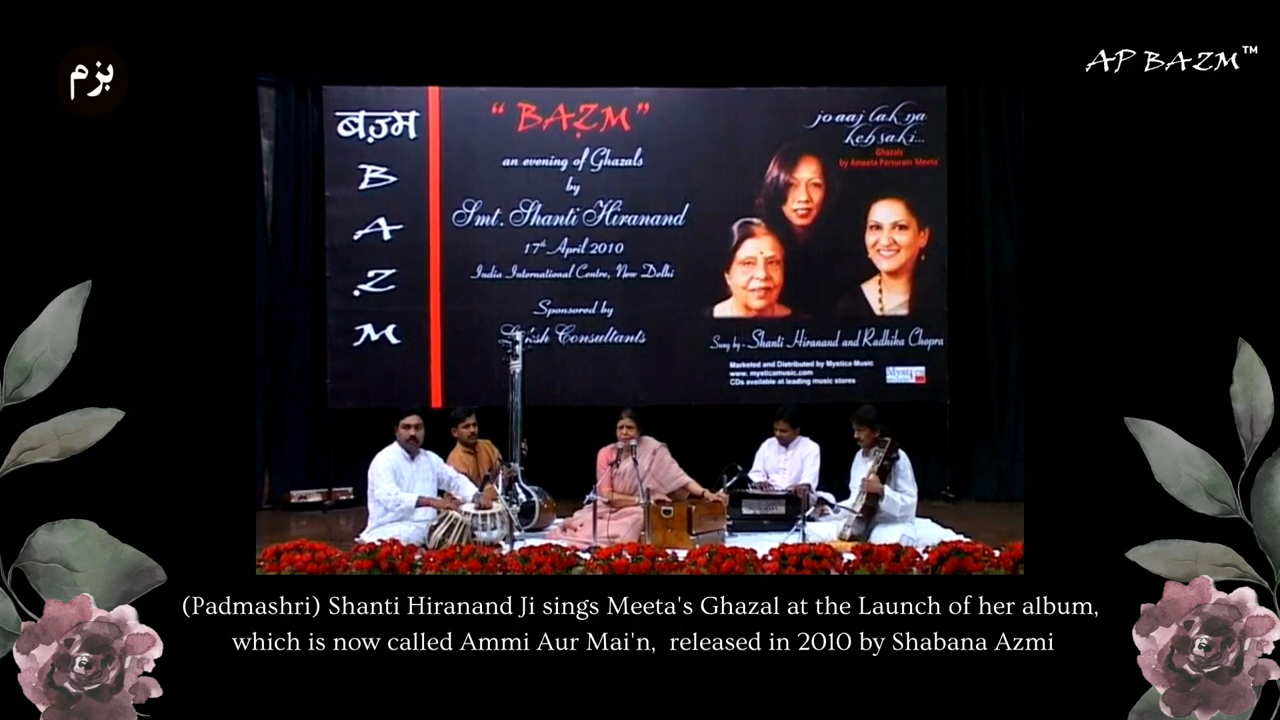 بزم
AP BAZM™
बज़्म
B
A
Z
M
“BAZM”
an evening of Ghazals
by
Smt. Shanti Hiranand
17th April 2010
India International Centre, New Delhi
Sponsored by
Consultants
jo aaj tak na
keh saki...
Ghazals
by Ameeta Parsuram 'Meeta'
Sung by - Shanti Hiranand and Radhika Chopra
Marketed and Distributed by Mystica Music
www. mysticamusic.com
CDs available at leading music stores
(Padmashri) Shanti Hiranand Ji sings Meeta's Ghazal at the Launch of her album,
which is now called Ammi Aur Mai'n, released in 2010 by Shabana Azmi